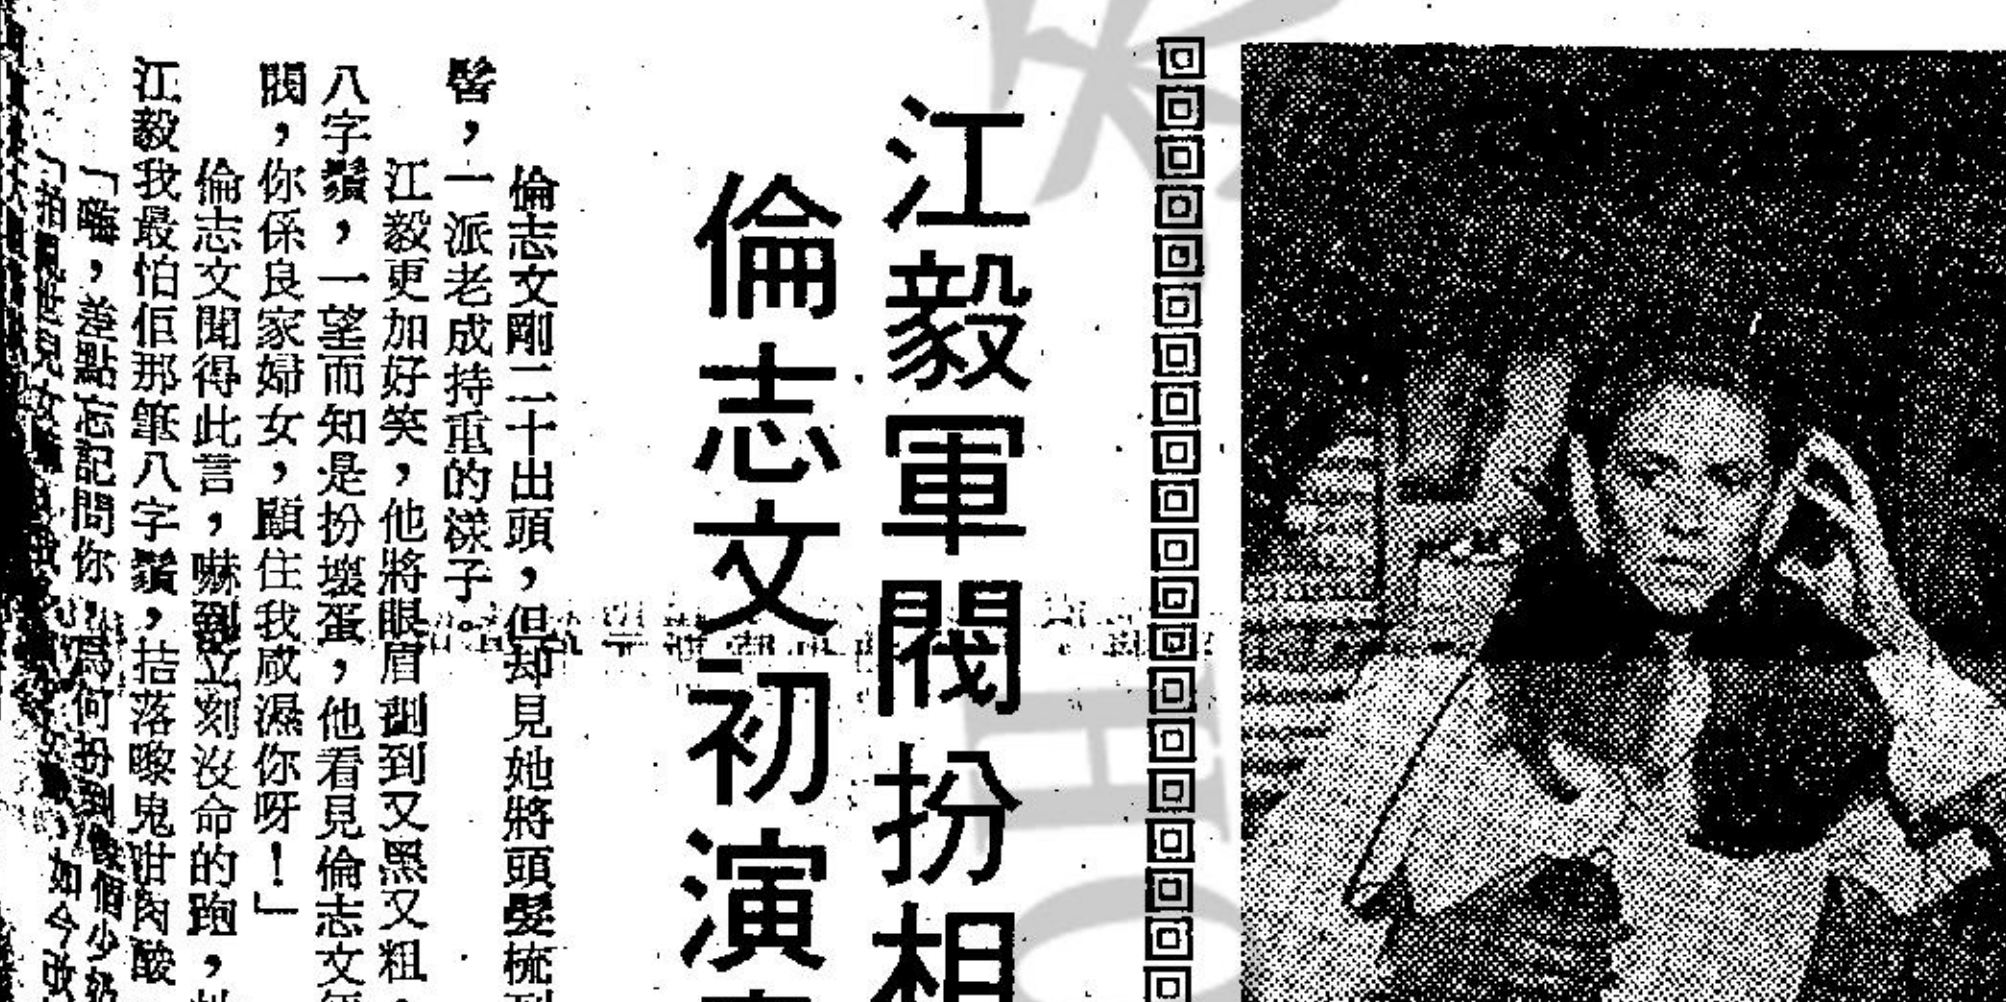 江毅軍閥扮相
倫志文初演
倫志文剛二十出頭，但却見她將頭髮梳到
髻，一派老成持重的樣子。
江毅更加好笑，他將眼眉劃到又黑又粗，
八字鬚，一望而知是扮壞蛋，他看見倫志文
閥，你係良家婦女，顧住我咸濕你呀！」
倫志文聞得此言，嚇到立刻沒命的跑，
江毅我最怕佢那筆八字鬚，拮落嚟鬼咁肉酸
「嘩，差點忘記問你，為何扮到
如今改